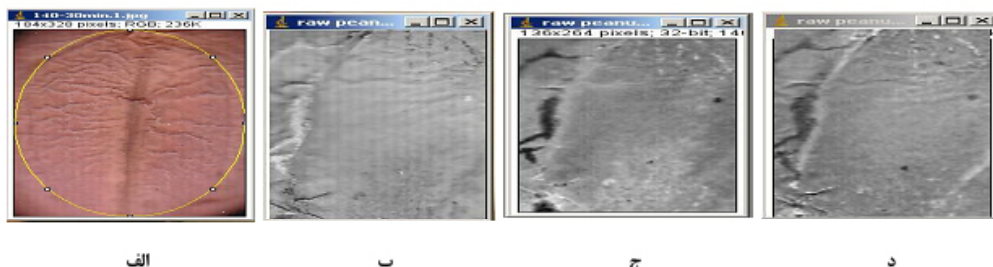 140-30min.1.jpg
184x328 pixels; RGB; 236K
raw pean...
raw peanu...
136x264 pixels; 32-bit; 14
raw peanu...
الف
ب
ج
د